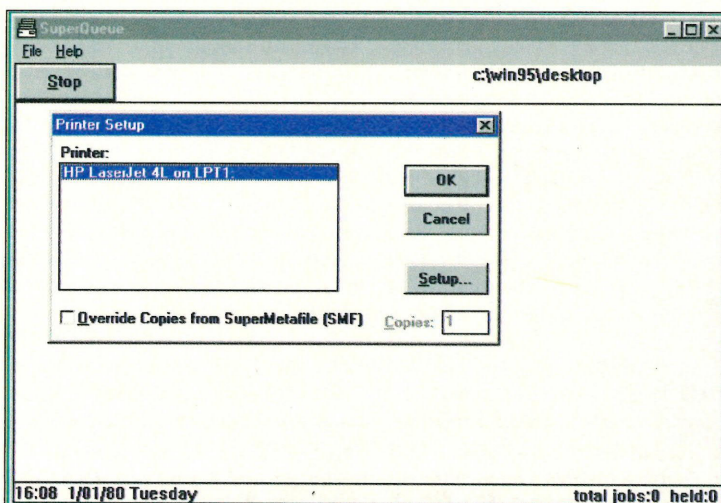 SuperQueue
File Help
Stop
c:\win95\desktop
Printer Setup
Printer:
HP LaserJet 4L on LPT1:
OK
Cancel
Setup...
Override Copies from SuperMetafile (SMF)
Copies: 1
16:08 1/01/80 Tuesday
total jobs:0 held:0